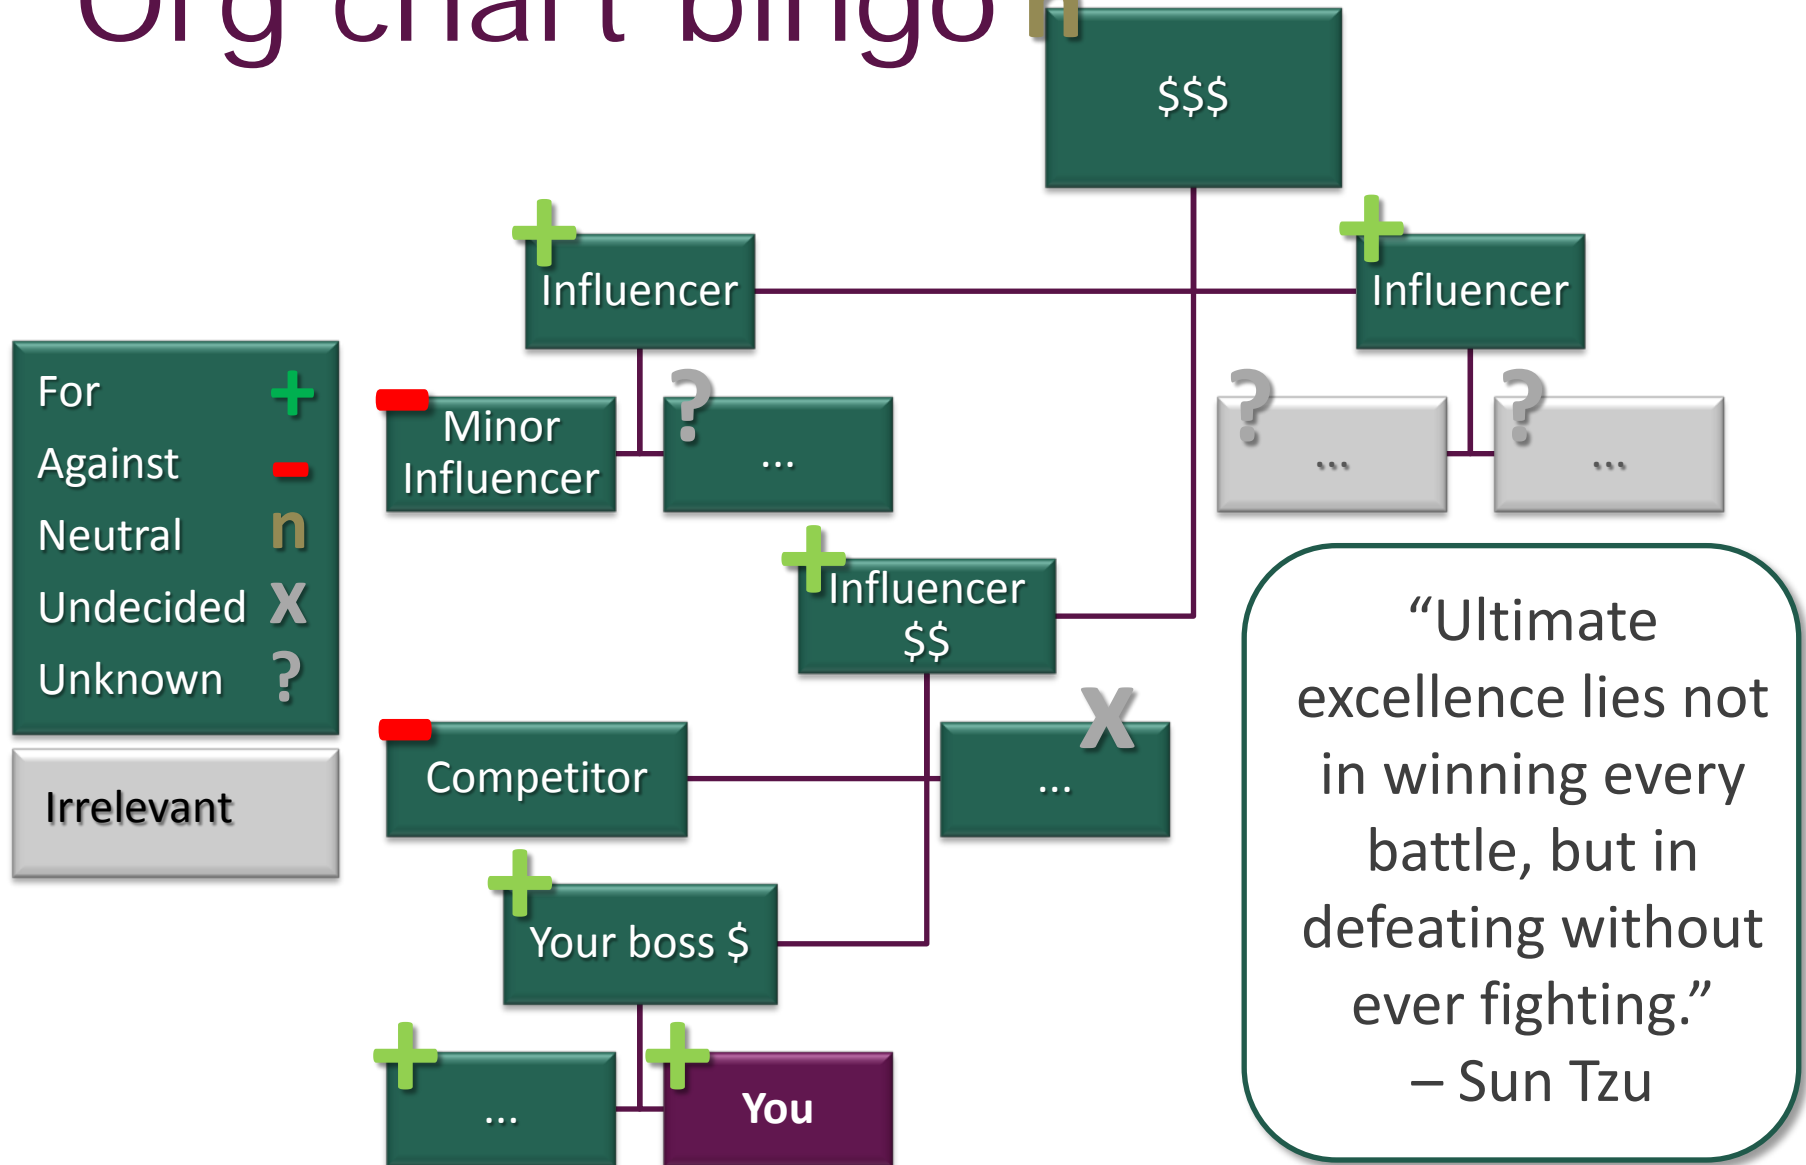 Org chart bingo
n
$$$
+
Influencer
+
Influencer
For +
Against -
Neutral n
Undecided x
Unknown ?
Irrelevant
-
Minor
Influencer
?
...
?
...
?
...
+
Influencer
$$
-
Competitor
x
...
+
Your boss $
+
...
+
You
“Ultimate
excellence lies not
in winning every
battle, but in
defeating without
ever fighting.”
– Sun Tzu